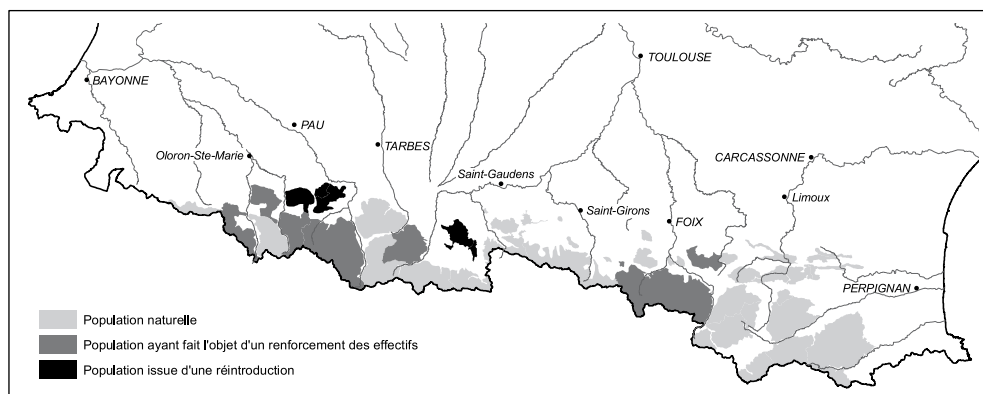 TOULOUSE
BAYONNE
PAU
TARBES
Oloron-Ste-Marie
CARCASSONNE
Saint-Gaudens
Limoux
Saint-Girons
FOIX
PERPIGNAN
Population naturelle
Population ayant fait l'objet d'un renforcement des effectifs
Population issue d'une réintroduction